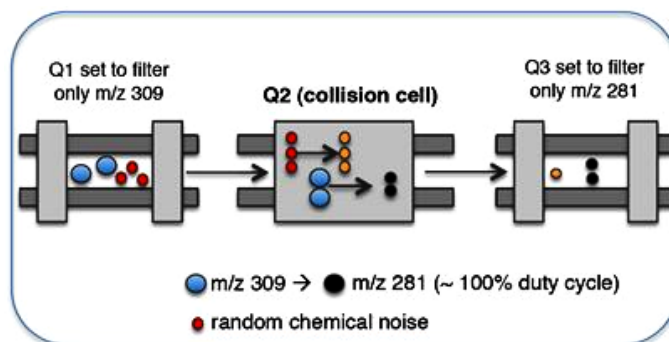 Q1 set to filter
only m/z 309
Q2 (collision cell)
Q3 set to filter
only m/z 281
m/z 309 → m/z 281 (~ 100% duty cycle)
random chemical noise